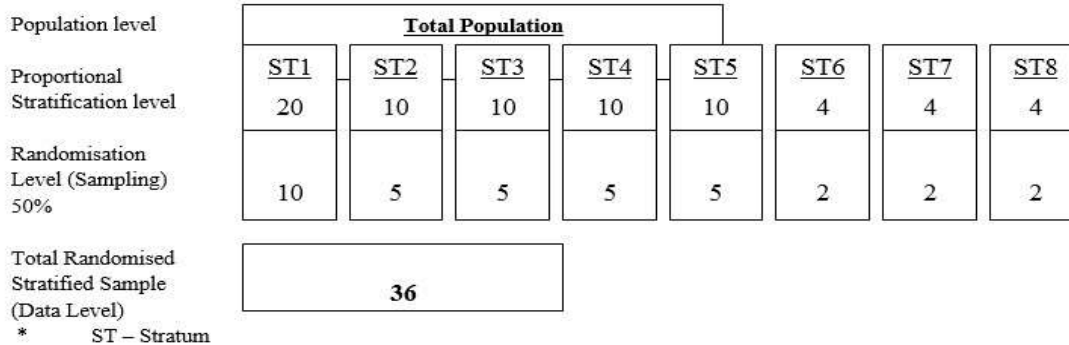 Population level
Total Population
Proportional
Stratification level
ST1 ST2 ST3 ST4 ST5 ST6 ST7 ST8
20 10 10 10 10 4 4 4
Randomisation
Level (Sampling)
50%
10 5 5 5 5 2 2 2
Total Randomised
Stratified Sample
(Data Level)
36
* ST – Stratum